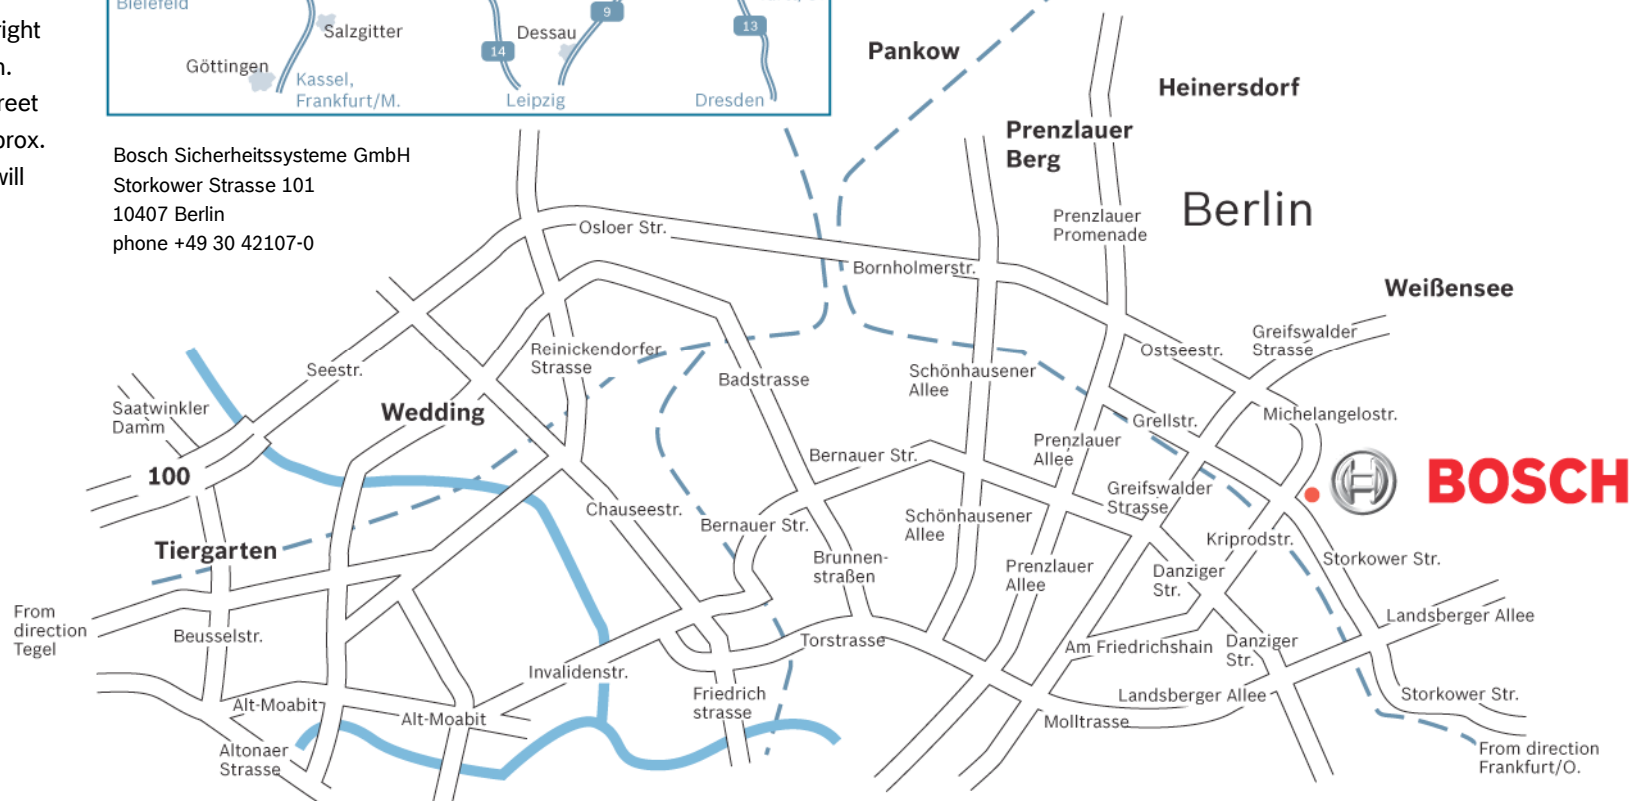 Bielefeld
Salzgitter
Göttingen
Kassel,
Frankfurt/M.
14
Dessau
9
Leipzig
13
Dresden
right
reet
will
Bosch Sicherheitssysteme GmbH
Storkower Strasse 101
10407 Berlin
phone +49 30 42107-0
Pankow
Heinersdorf
Prenzlauer
Berg
Prenzlauer
Promenade
Berlin
Weißensee
Osloer Str.
Bornholmerstr.
Greifswalder
Strasse
Ostseestr.
Reinickendorfer
Strasse
Seestr.
Badstrasse
Schönhausener
Allee
Saatwinkler
Damm
Wedding
Michelangelostr.
Grellstr.
Prenzlauer
Allee
Bernauer Str.
100
BOSCH
Greifswalder
Strasse
Chauseestr.
Bernauer Str.
Schönhausener
Allee
Kriprodstr.
Tiergarten
Brunnen-
straßen
Prenzlauer
Allee
Danziger
Str.
Storkower Str.
From
direction
Tegel
Beusselstr.
Landsberger Allee
Torstrasse
Am Friedrichshain
Danziger
Str.
Invalidenstr.
Friedrich
strasse
Landsberger Allee
Storkower Str.
Alt-Moabit
Alt-Moabit
Molltrasse
Altonaer
Strasse
From direction
Frankfurt/O.